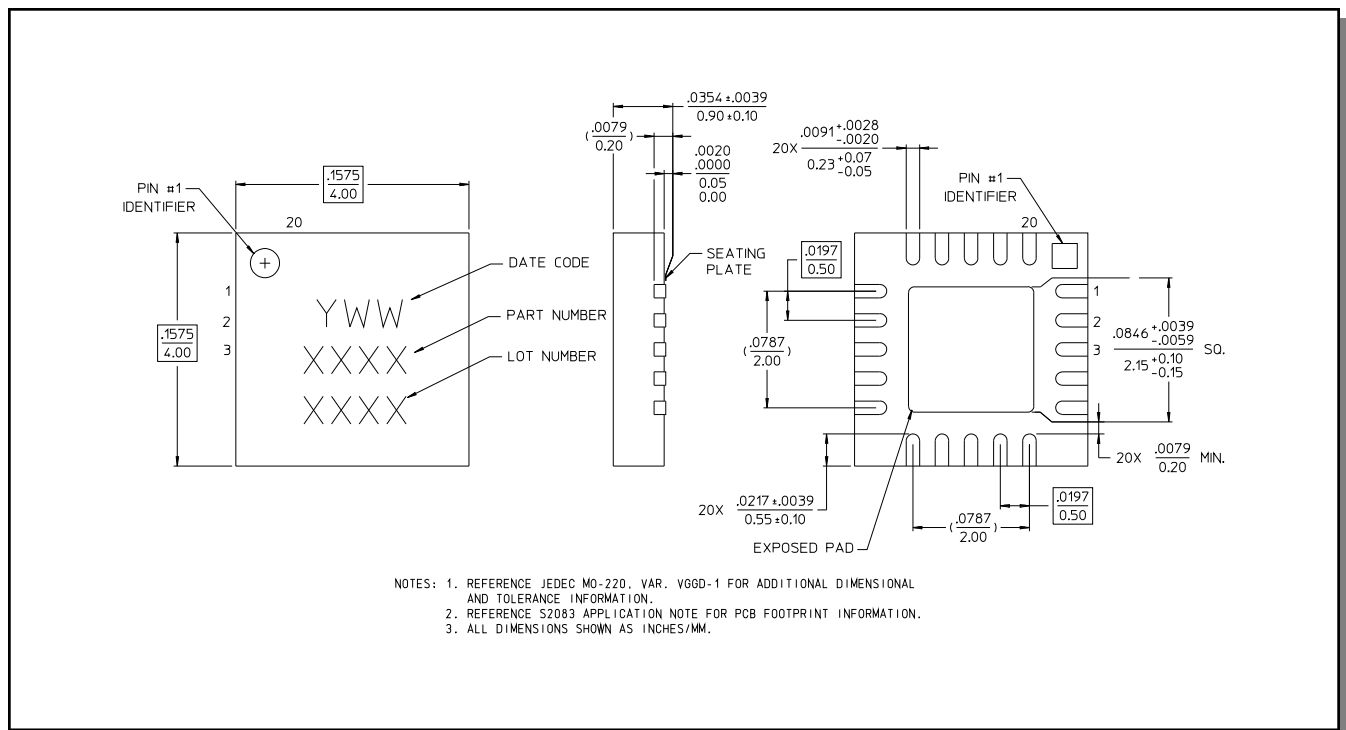 .0354 ±.0039
0.90 ±0.10
( .0079 )
0.20
.0020
.0000
0.05
0.00
20X .0091 +.0028
-.0020
0.23 +0.07
-0.05
PIN #1
IDENTIFIER
.1575
4.00
20
PIN #1
IDENTIFIER
20
1
2
3
.1575
4.00
YWW
XXXX
XXXX
DATE CODE
PART NUMBER
LOT NUMBER
SEATING
PLATE
.0197
0.50
( .0787 )
2.00
1
2
3
.0846 +.0039
-.0059
2.15 +0.10
-0.15
SQ.
20X .0079 MIN.
0.20
20X .0217 ±.0039
0.55 ±0.10
( .0787 )
2.00
.0197
0.50
EXPOSED PAD
NOTES: 1. REFERENCE JEDEC MO-220, VAR. VGGD-1 FOR ADDITIONAL DIMENSIONAL
AND TOLERANCE INFORMATION.
2. REFERENCE S2083 APPLICATION NOTE FOR PCB FOOTPRINT INFORMATION.
3. ALL DIMENSIONS SHOWN AS INCHES/MM.